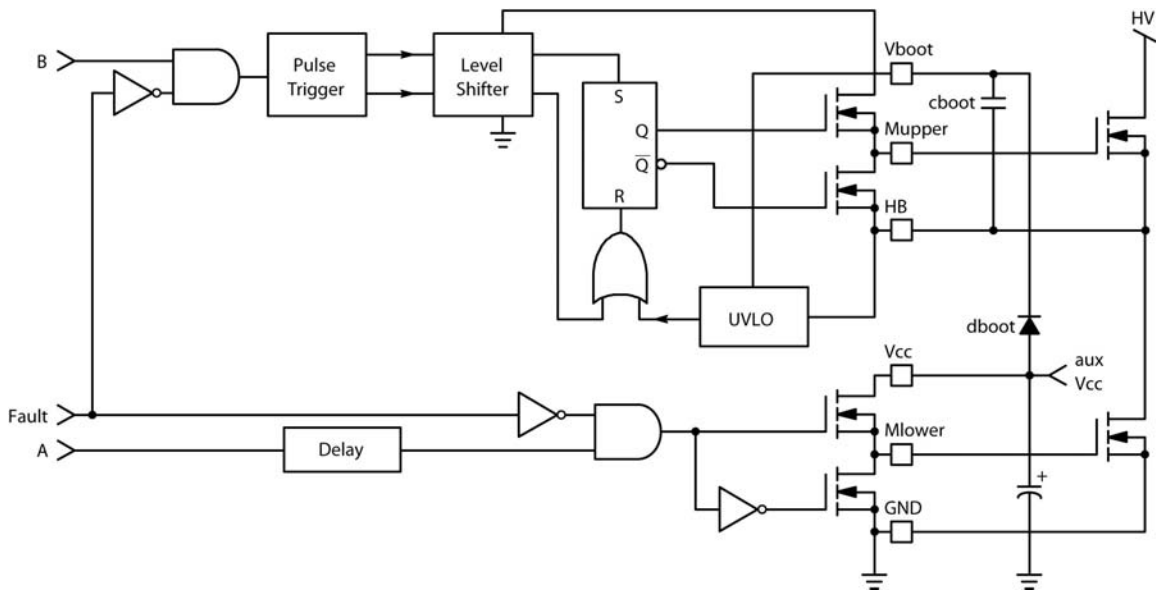 HV
B
Pulse
Trigger
Level
Shifter
Vboot
cboot
S
Q
Q̅
R
Mupper
HB
UVLO
dboot
Vcc
aux
Vcc
Fault
A
Delay
Mlower
+
GND